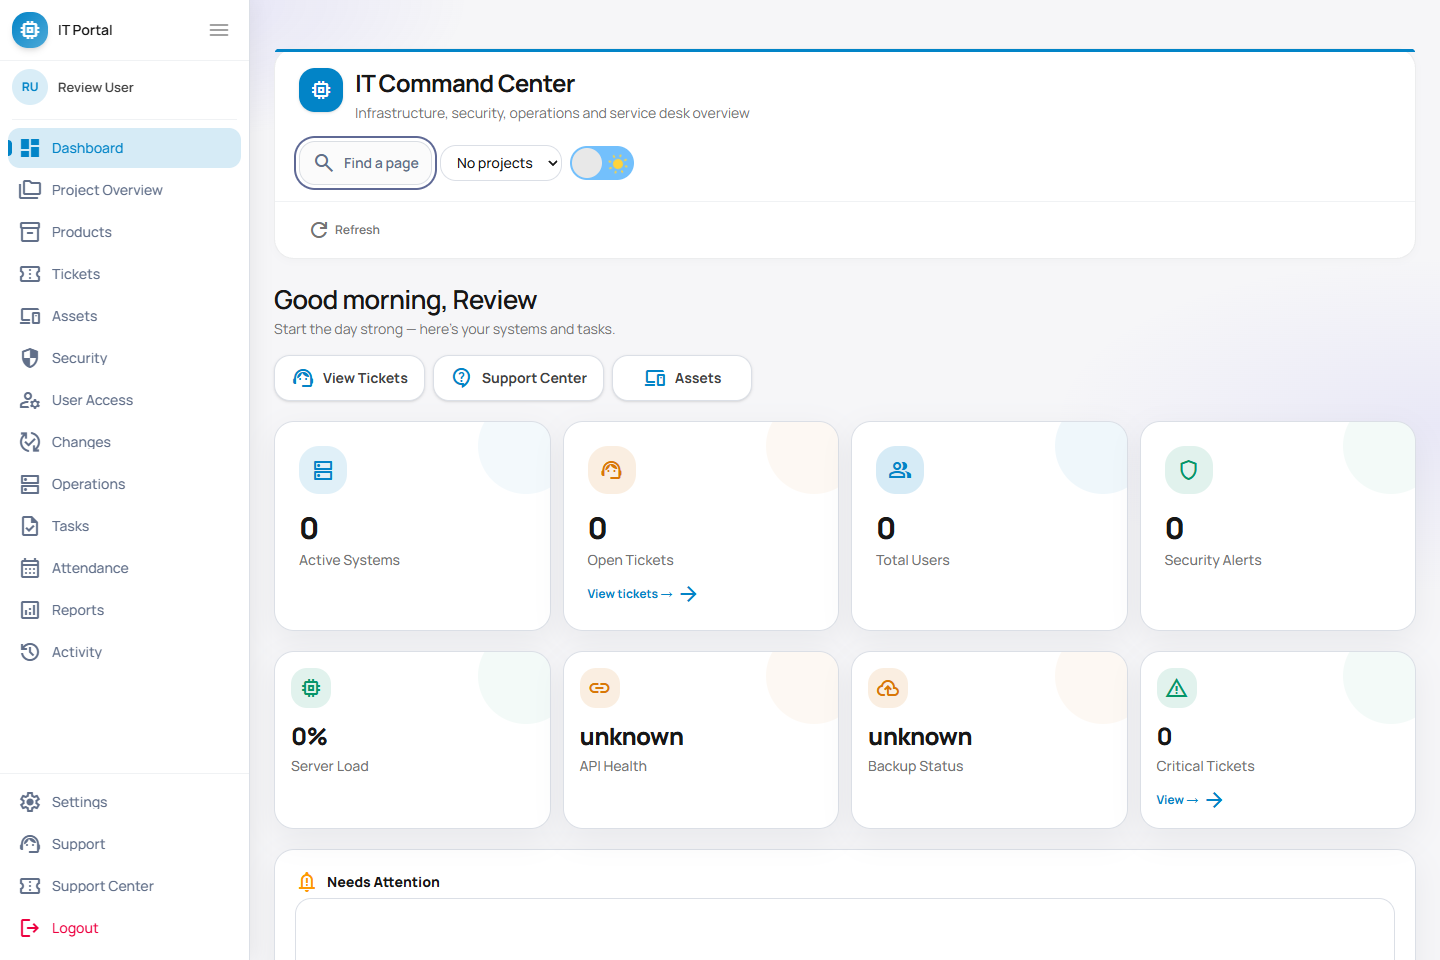 IT Portal
RU
Review User
Dashboard
Project Overview
Products
Tickets
Assets
Security
User Access
Changes
Operations
Tasks
Attendance
Reports
Activity
Settings
Support
Support Center
Logout
IT Command Center
Infrastructure, security, operations and service desk overview
Find a page
No projects
Refresh
Good morning, Review
Start the day strong — here's your systems and tasks.
View Tickets
Support Center
Assets
0
Active Systems
0
Open Tickets
View tickets →
0
Total Users
0
Security Alerts
0%
Server Load
unknown
API Health
unknown
Backup Status
0
Critical Tickets
View →
Needs Attention